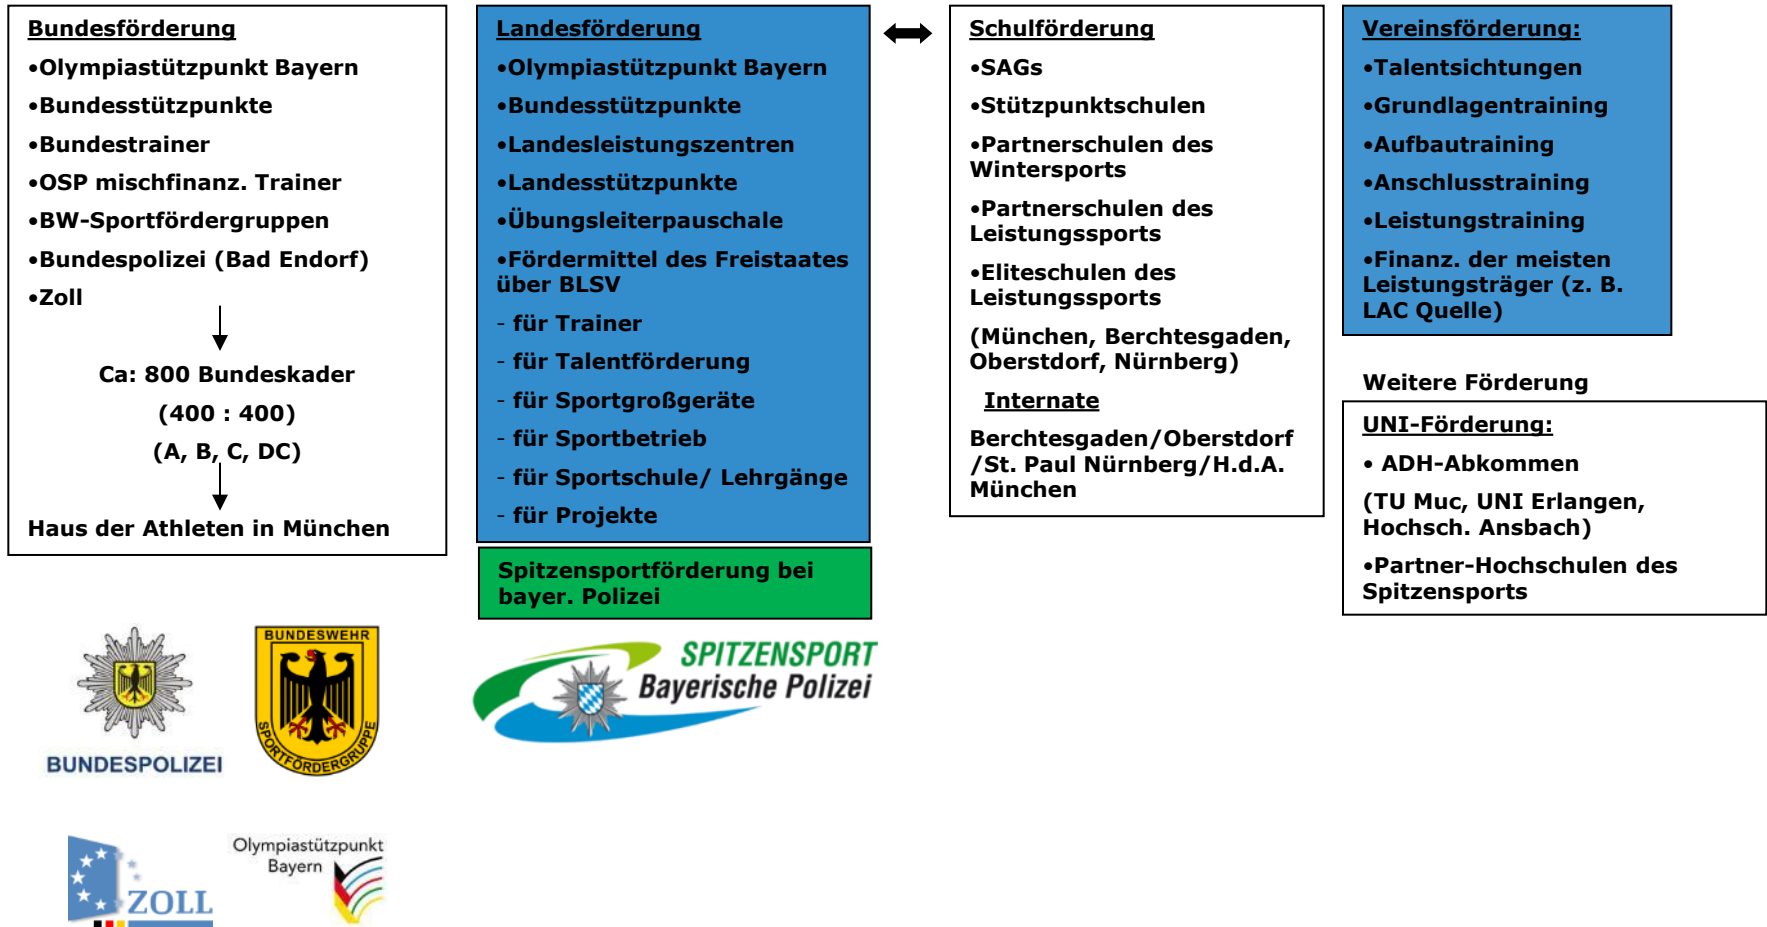 Bundesförderung
•Olympiastützpunkt Bayern
•Bundesstützpunkte
•Bundestrainer
•OSP mischfinanz. Trainer
•BW-Sportfördergruppen
•Bundespolizei (Bad Endorf)
•Zoll
Ca: 800 Bundeskader
(400 : 400)
(A, B, C, DC)
Haus der Athleten in München
Landesförderung
•Olympiastützpunkt Bayern
•Bundesstützpunkte
•Landesleistungszentren
•Landesstützpunkte
•Übungsleiterpauschale
•Fördermittel des Freistaates
über BLSV
- für Trainer
- für Talentförderung
- für Sportgroßgeräte
- für Sportbetrieb
- für Sportschule/ Lehrgänge
- für Projekte
Spitzensportförderung bei
bayer. Polizei
Schulförderung
•SAGs
•Stützpunktschulen
•Partnerschulen des
Wintersports
•Partnerschulen des
Leistungssports
•Eliteschulen des
Leistungssports
(München, Berchtesgaden,
Oberstdorf, Nürnberg)
Internate
Berchtesgaden/Oberstdorf
/St. Paul Nürnberg/H.d.A.
München
Vereinsförderung:
•Talentsichtungen
•Grundlagentraining
•Aufbautraining
•Anschlusstraining
•Leistungstraining
•Finanz. der meisten
Leistungsträger (z. B.
LAC Quelle)
Weitere Förderung
UNI-Förderung:
• ADH-Abkommen
(TU Muc, UNI Erlangen,
Hochsch. Ansbach)
•Partner-Hochschulen des
Spitzensports
BUNDESPOLIZEI
BUNDESWEHR
SPORTFÖRDERGRUPPE
SPITZENSPORT
Bayerische Polizei
ZOLL
Olympiastützpunkt
Bayern